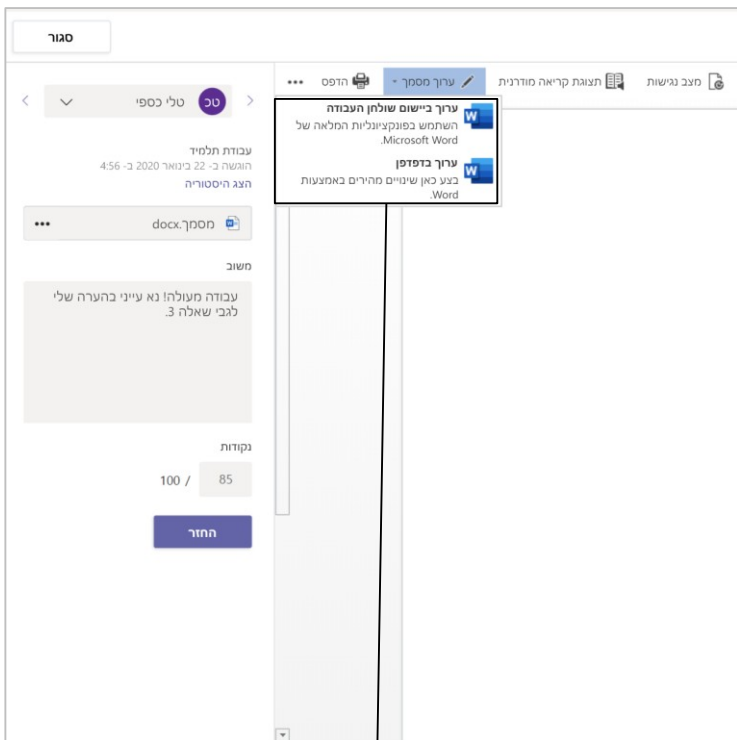 סגור
מצב נגישות
תצוגת קריאה מודרנית
ערוך מסמך
הדפס
•••
ערוך ביישום שולחן העבודה
השתמש בפונקציונליות המלאה של
Microsoft Word.
ערוך בדפדפן
בצע כאן שינויים מהירים באמצעות
Word.
טכ
טלי כספי
עבודת תלמיד
הוגשה ב- 22 בינואר 2020 ב- 4:56
הצג היסטוריה
מסמך.docx
•••
משוב
עבודה מעולה! נא עייני בהערה שלי
לגבי שאלה 3.
נקודות
85 / 100
החזר